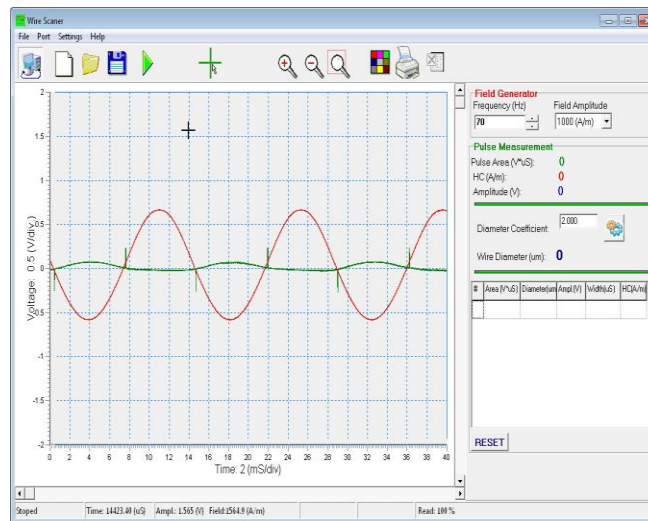 Wire Scaner
File Port Settings Help
Field Generator
Frequency (Hz) Field Amplitude
70 1000 (A/m)
Pulse Measurement
Pulse Area (V*uS): 0
HC (A/m): 0
Amplitude (V): 0
Diameter Coefficient: 2.000
Wire Diameter (um): 0
# Area (V*uS) Diameter(um Ampl.(V) Width(uS) HC(A/m)
RESET
Voltage: 0.5 (V/div)
2
1.5
1
0.5
0
-0.5
-1
-1.5
-2
0 2 4 6 8 10 12 14 16 18 20 22 24 26 28 30 32 34 36 38 40
Time: 2 (mS/div)
Stoped Time: 14423.40 (uS) Ampl.: 1.565 (V) Field:1564.9 (A/m) Read: 100 %